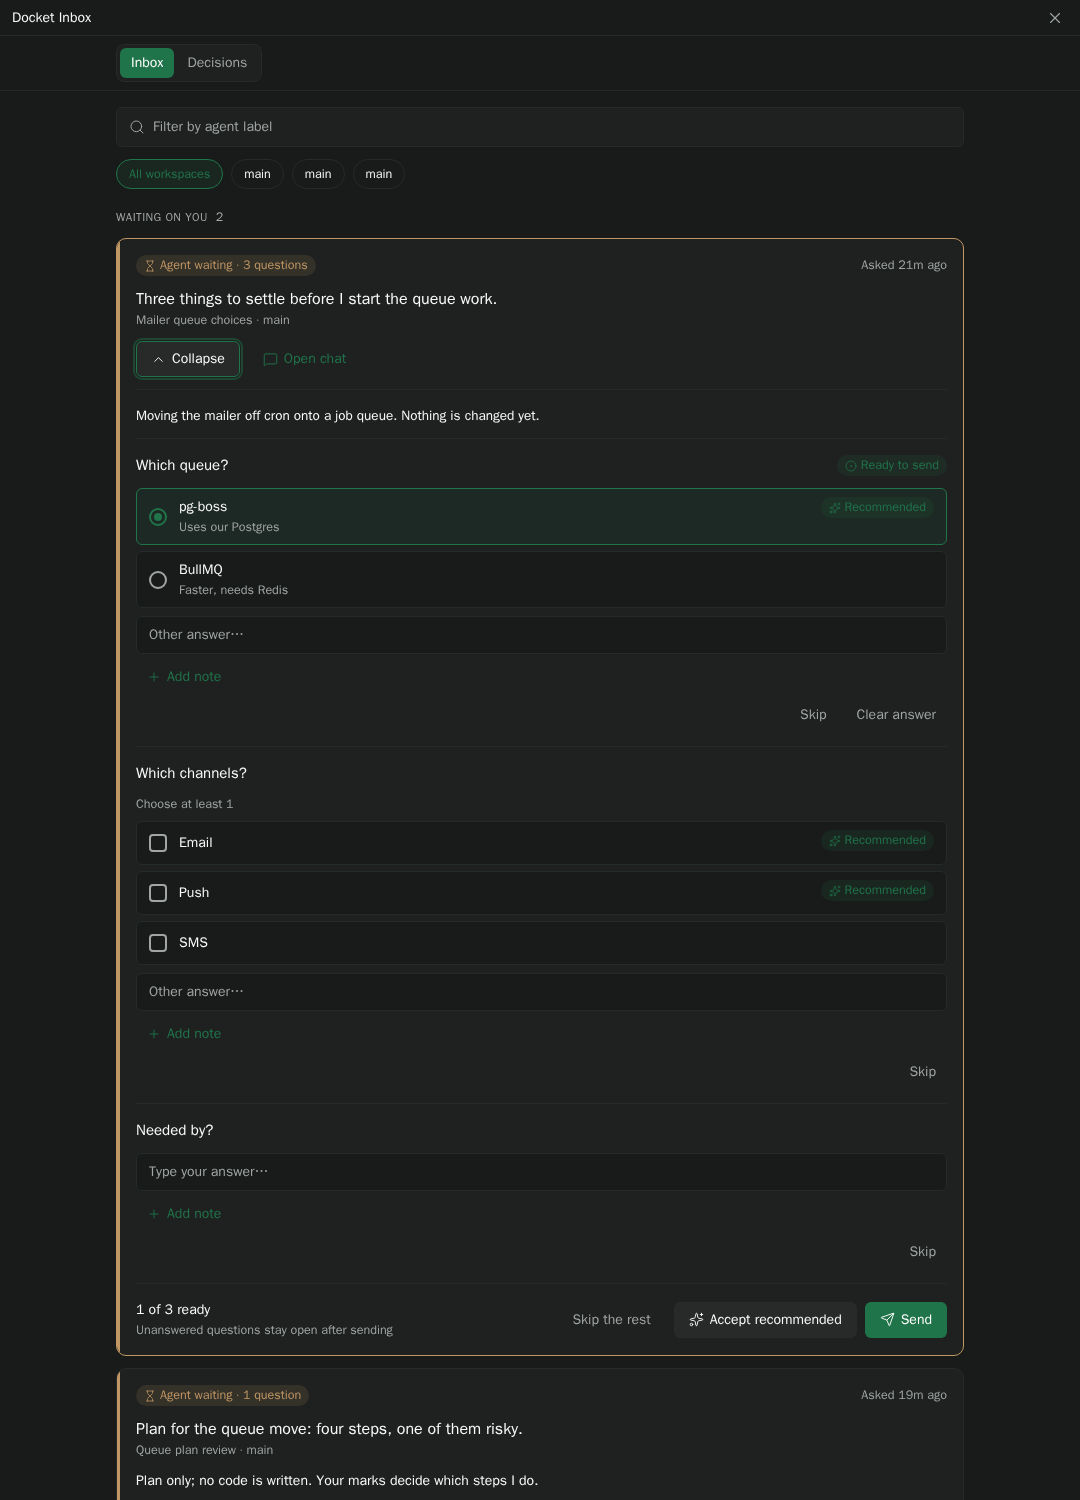 Docket Inbox
Inbox
Decisions
Filter by agent label
All workspaces
main
main
main
WAITING ON YOU 2
Agent waiting · 3 questions
Asked 21m ago
Three things to settle before I start the queue work.
Mailer queue choices · main
Collapse
Open chat
Moving the mailer off cron onto a job queue. Nothing is changed yet.
Which queue?
Ready to send
pg-boss
Recommended
Uses our Postgres
BullMQ
Faster, needs Redis
Other answer…
Add note
Skip
Clear answer
Which channels?
Choose at least 1
Email
Recommended
Push
Recommended
SMS
Other answer…
Add note
Skip
Needed by?
Type your answer…
Add note
Skip
1 of 3 ready
Unanswered questions stay open after sending
Skip the rest
Accept recommended
Send
Agent waiting · 1 question
Asked 19m ago
Plan for the queue move: four steps, one of them risky.
Queue plan review · main
Plan only; no code is written. Your marks decide which steps I do.